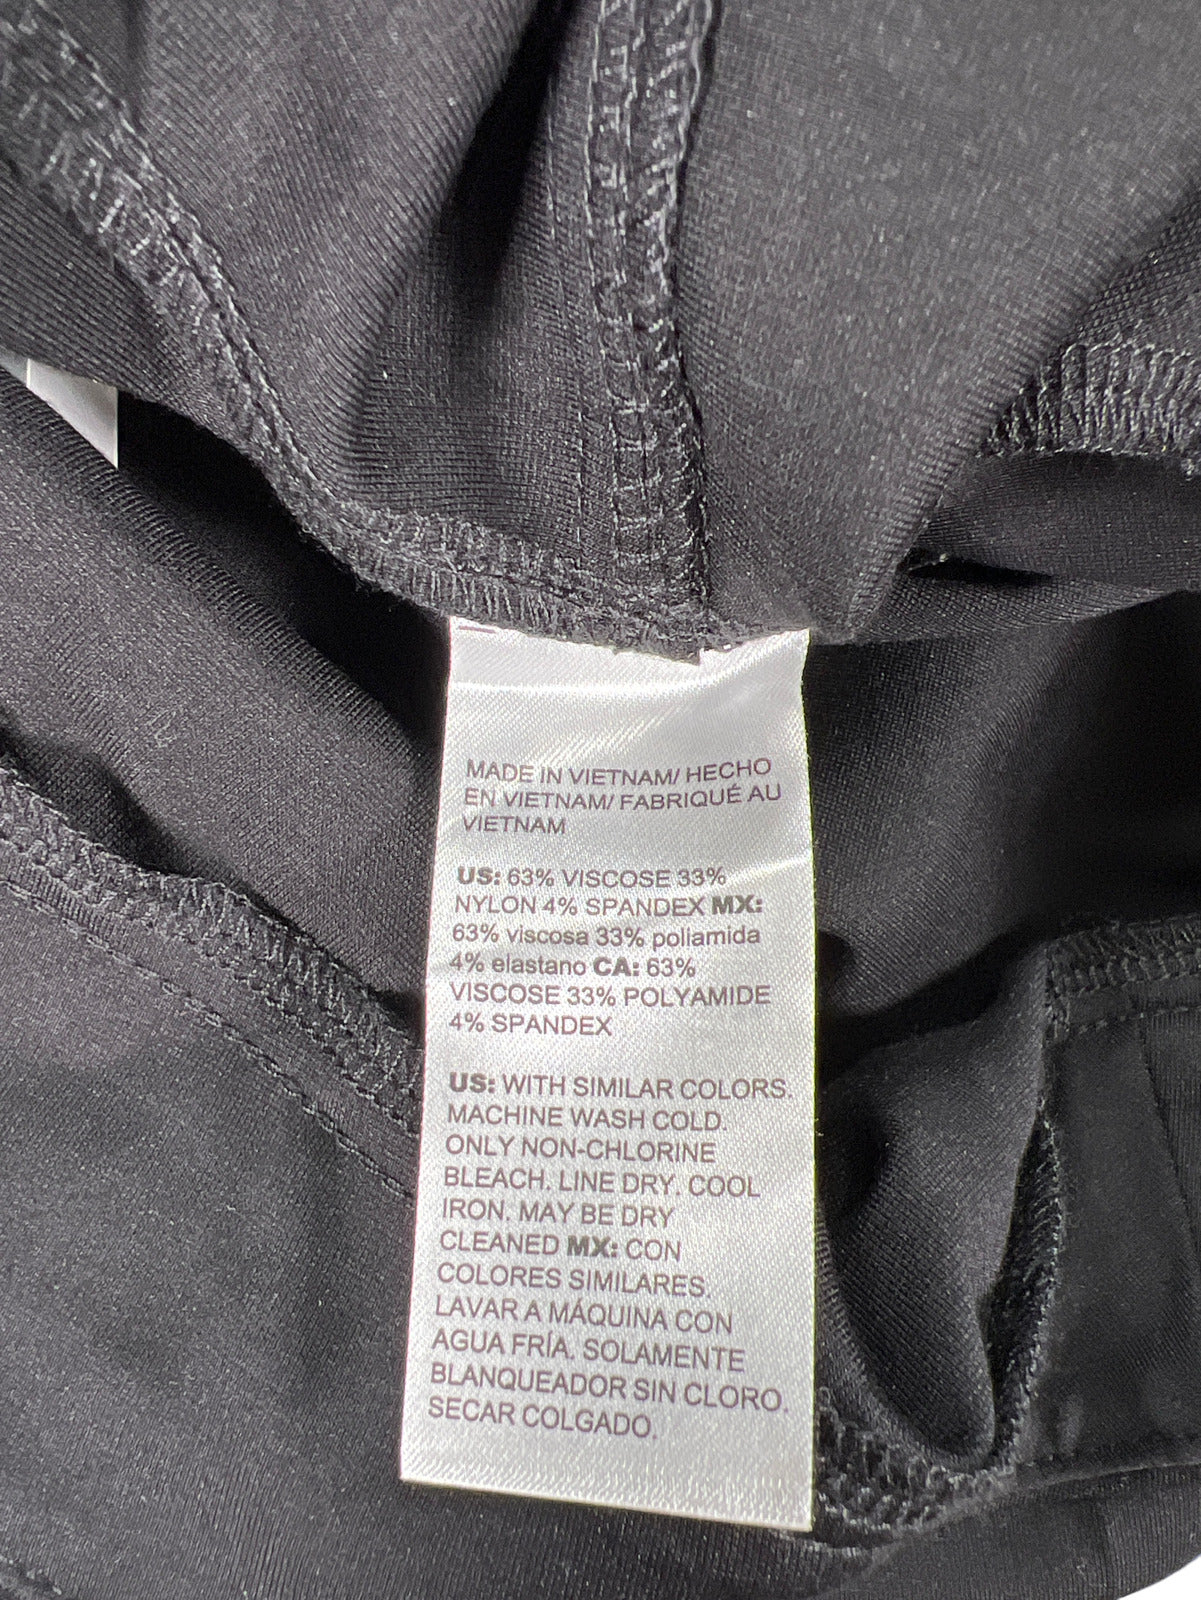 MADE IN VIETNAM/ HECHO
EN VIETNAM/ FABRIQUÉ AU
VIETNAM
US: 63% VISCOSE 33%
NYLON 4% SPANDEX MX:
63% viscosa 33% poliamida
4% elastano CA: 63%
VISCOSE 33% POLYAMIDE
4% SPANDEX
US: WITH SIMILAR COLORS.
MACHINE WASH COLD.
ONLY NON-CHLORINE
BLEACH. LINE DRY. COOL
IRON. MAY BE DRY
CLEANED MX: CON
COLORES SIMILARES.
LAVAR A MÁQUINA CON
AGUA FRÍA. SOLAMENTE
BLANQUEADOR SIN CLORO.
SECAR COLGADO.